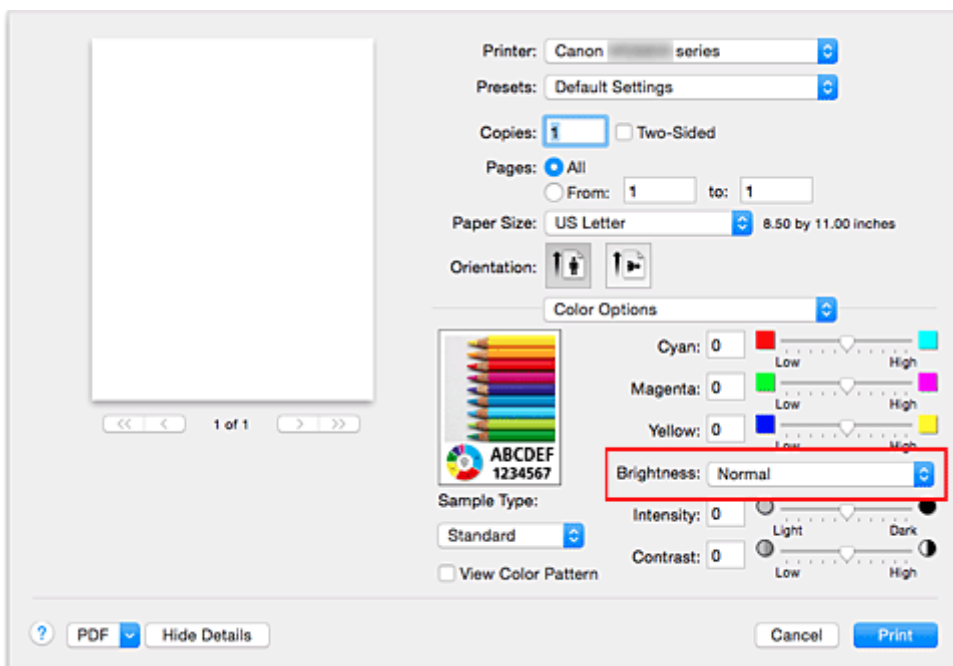 Printer: Canon series
Presets: Default Settings
Copies: 1 Two-Sided
Pages: All
From: 1 to: 1
Paper Size: US Letter 8.50 by 11.00 inches
Orientation:
Color Options
Cyan: 0
Low High
Magenta: 0
Low High
1 of 1
Yellow: 0
Low High
ABCDEF
1234567
Brightness: Normal
Sample Type:
Intensity: 0
Light Dark
Standard
Contrast: 0
Low High
View Color Pattern
? PDF Hide Details Cancel Print